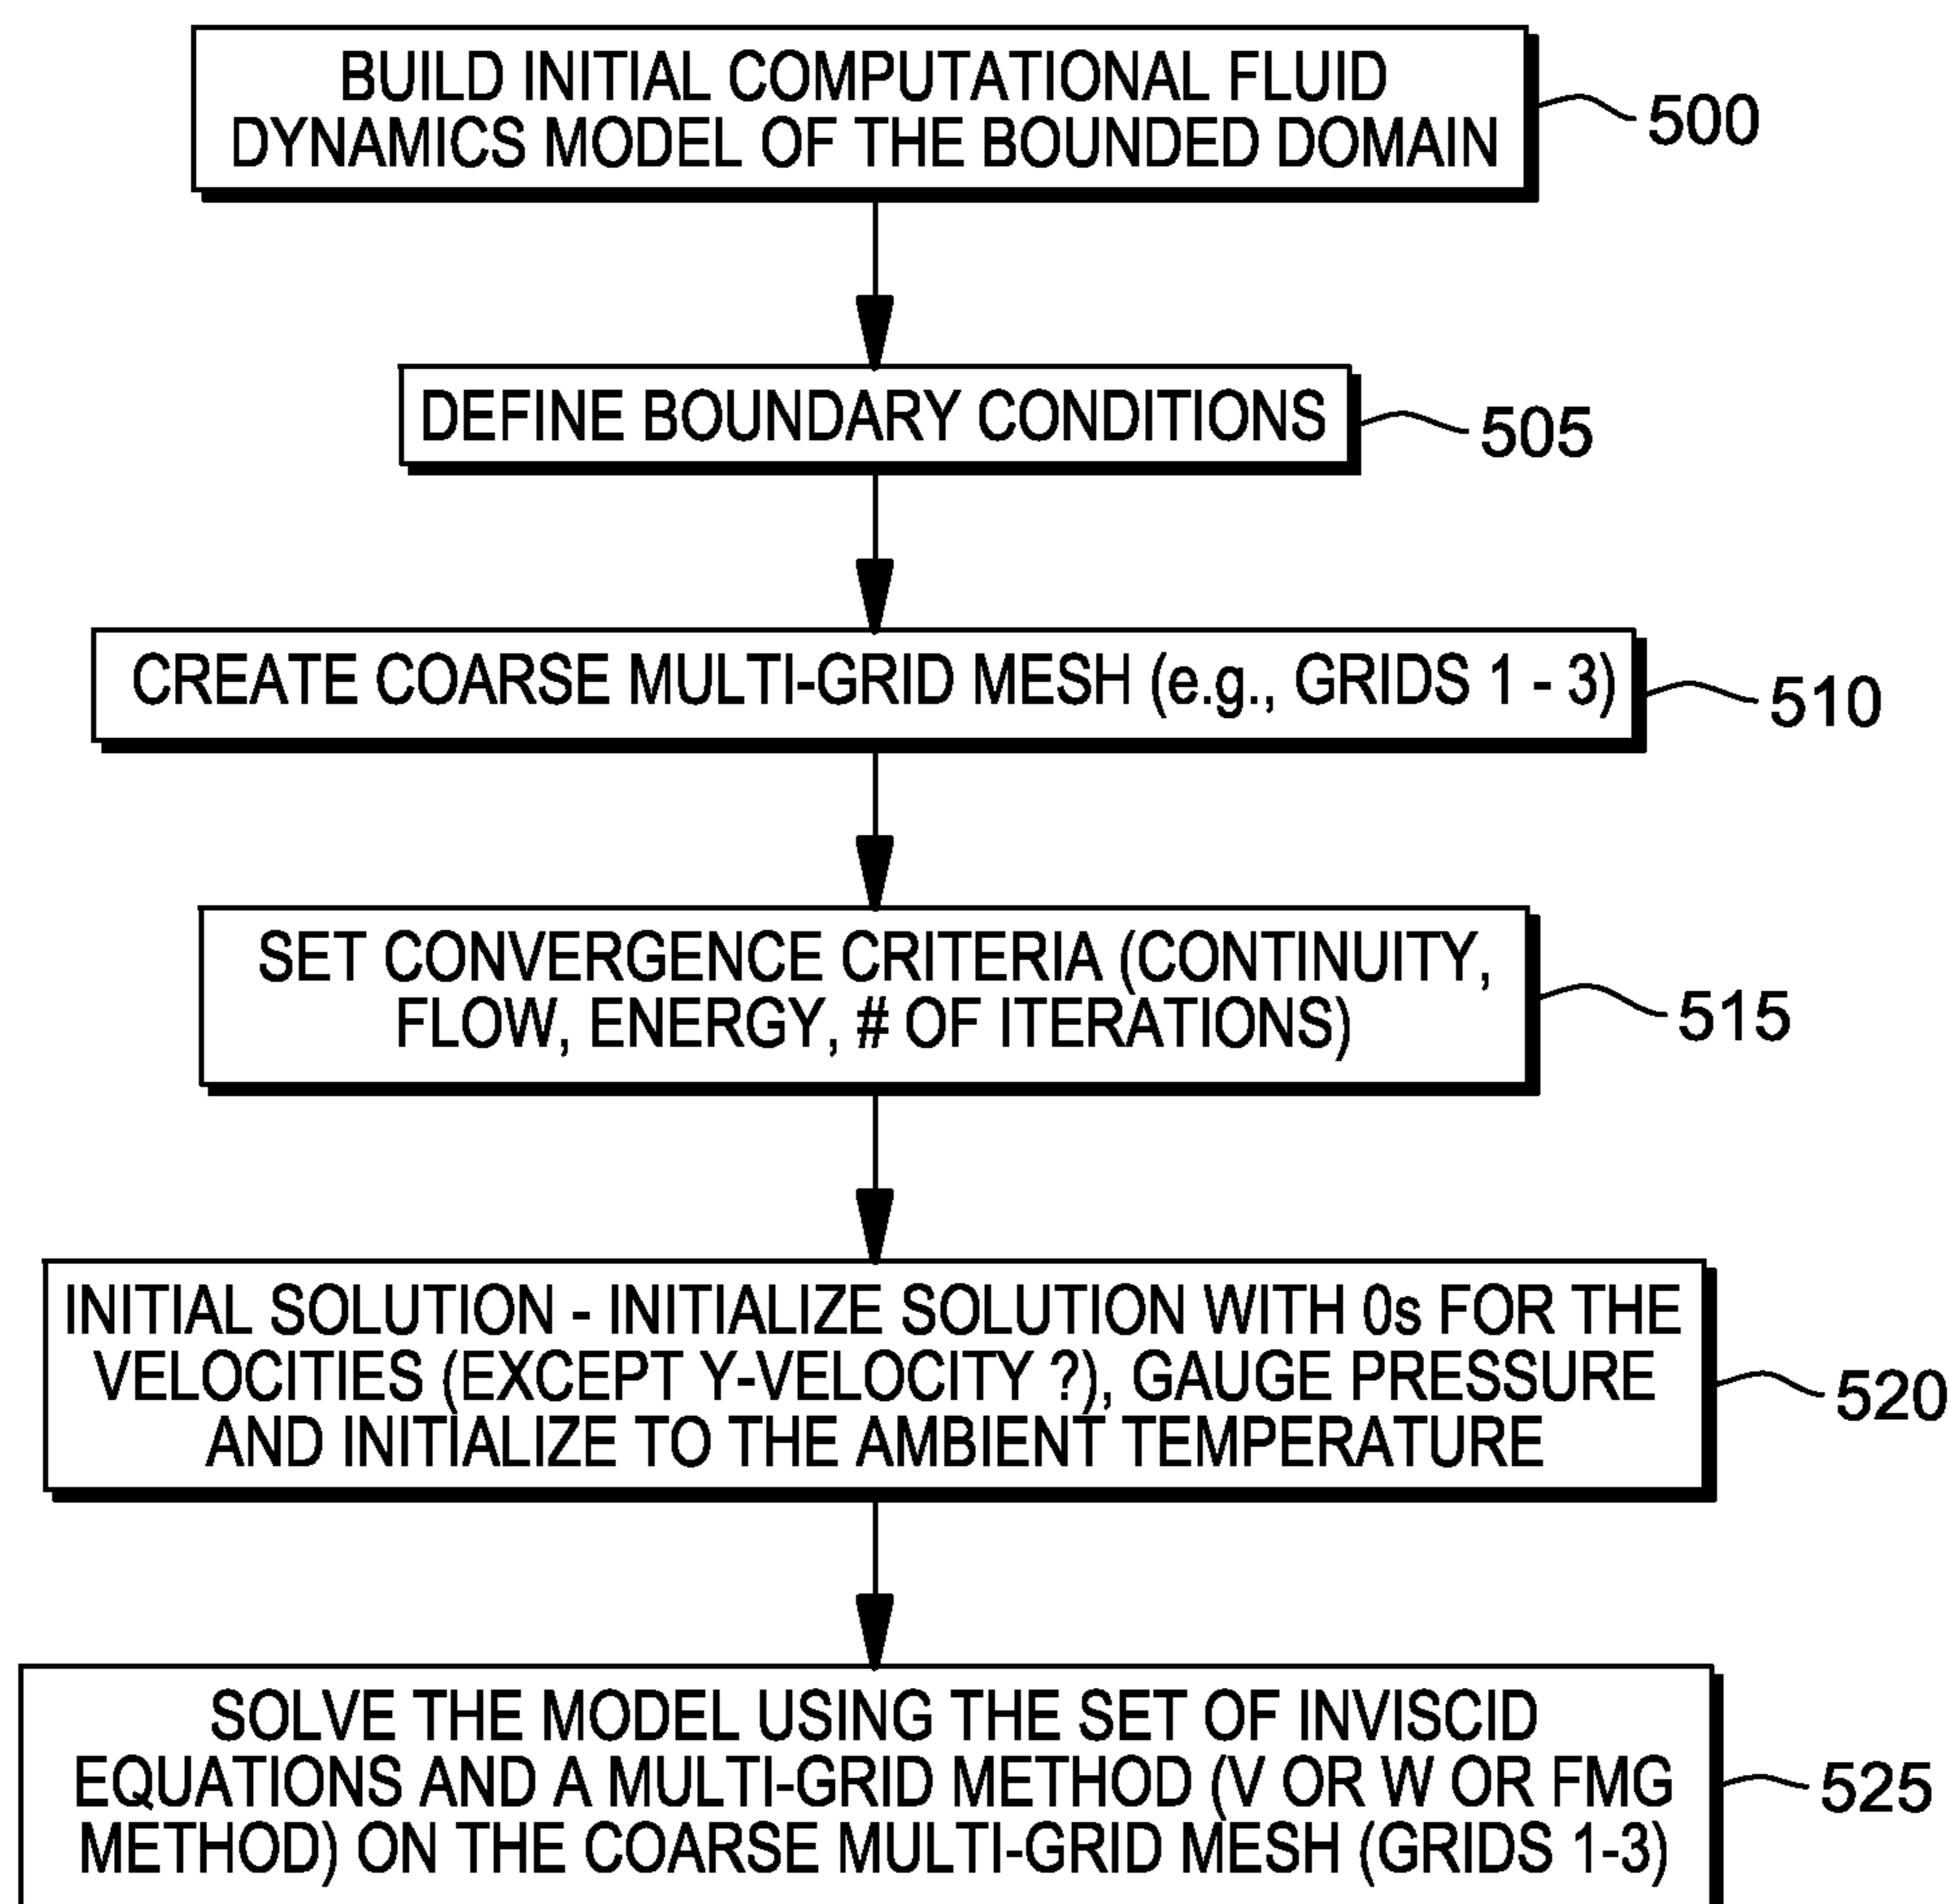 BUILD INITIAL COMPUTATIONAL FLUID
DYNAMICS MODEL OF THE BOUNDED DOMAIN
500
DEFINE BOUNDARY CONDITIONS
505
CREATE COARSE MULTI-GRID MESH (e.g., GRIDS 1 - 3)
510
SET CONVERGENCE CRITERIA (CONTINUITY,
FLOW, ENERGY, # OF ITERATIONS)
515
INITIAL SOLUTION - INITIALIZE SOLUTION WITH 0s FOR THE
VELOCITIES (EXCEPT Y-VELOCITY ?), GAUGE PRESSURE
AND INITIALIZE TO THE AMBIENT TEMPERATURE
520
SOLVE THE MODEL USING THE SET OF INVISCID
EQUATIONS AND A MULTI-GRID METHOD (V OR W OR FMG
METHOD) ON THE COARSE MULTI-GRID MESH (GRIDS 1-3)
525